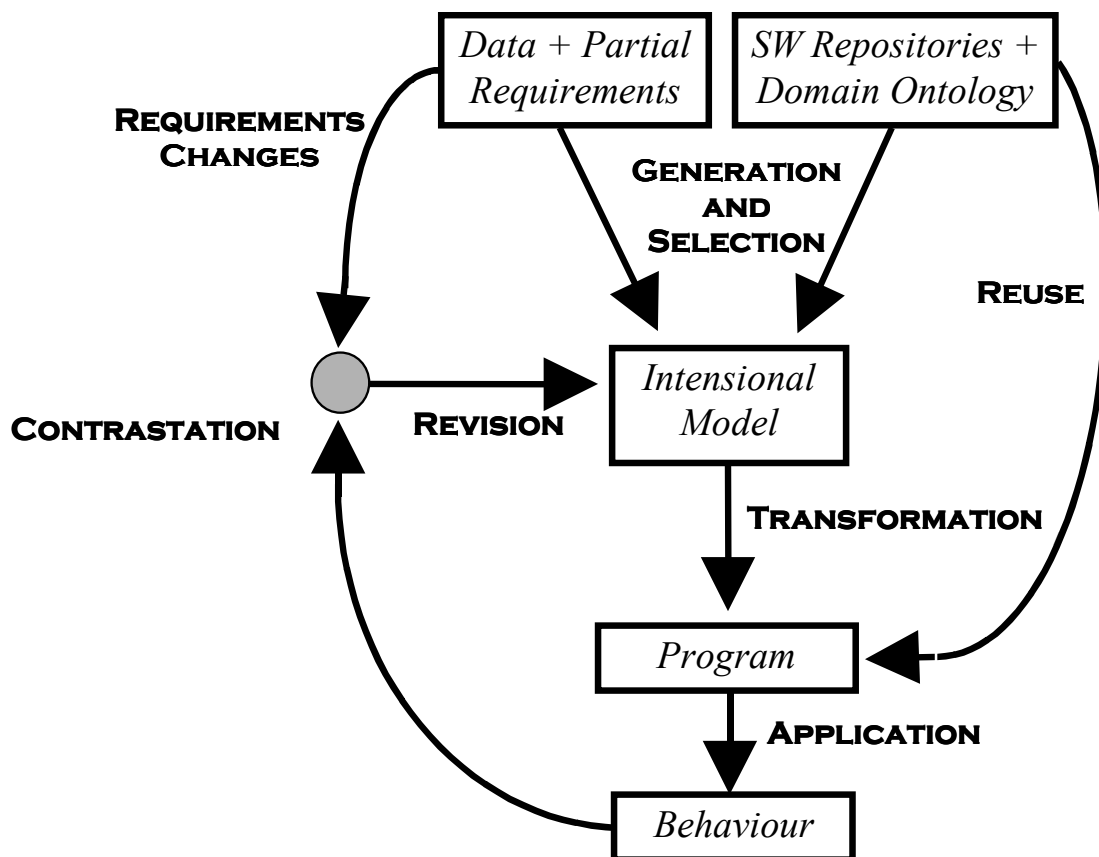 Data + Partial
Requirements
SW Repositories +
Domain Ontology
REQUIREMENTS
CHANGES
GENERATION
AND
SELECTION
REUSE
Intensional
Model
CONTRASTATION
REVISION
TRANSFORMATION
Program
APPLICATION
Behaviour